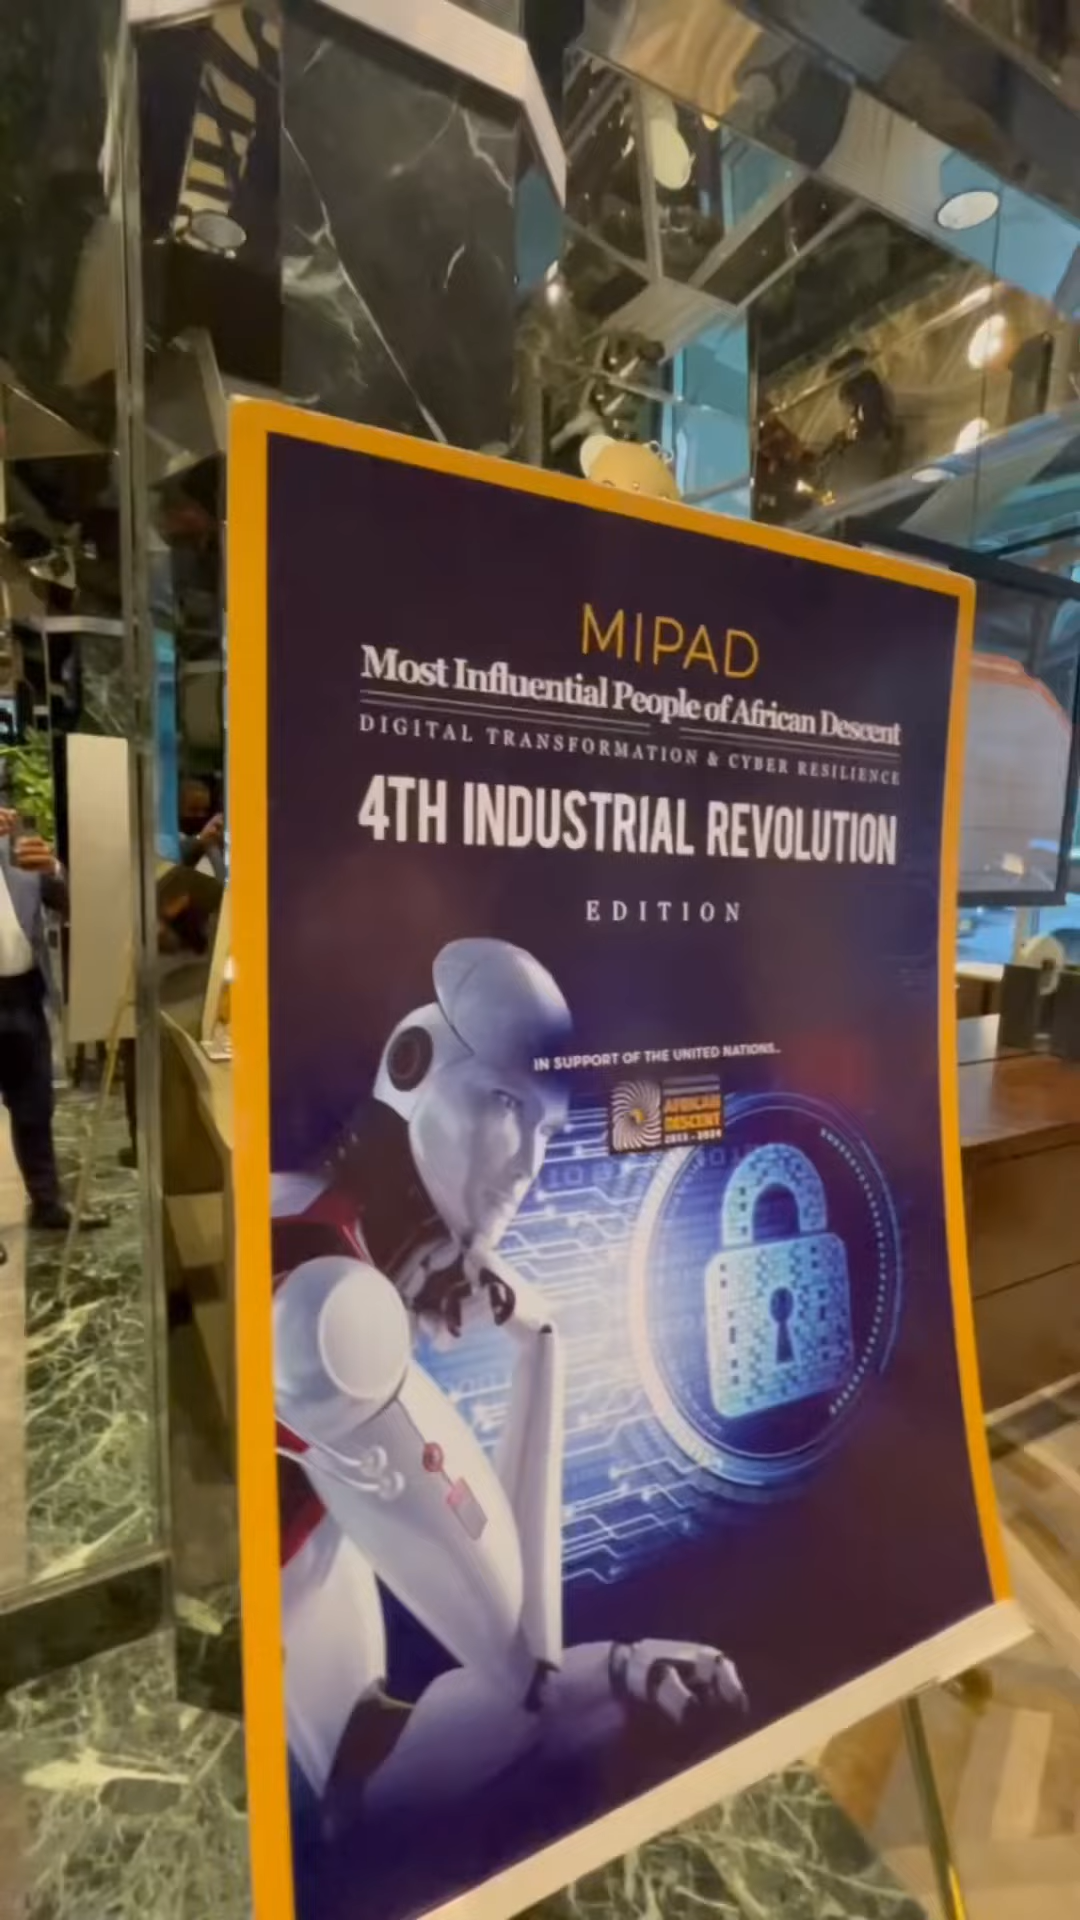 MIPAD
Most Influential People of African Descent
DIGITAL TRANSFORMATION & CYBER RESILIENCE
4TH INDUSTRIAL REVOLUTION
EDITION
IN SUPPORT OF THE UNITED NATIONS..
AFRICAN
DESCENT
2015 - 2024